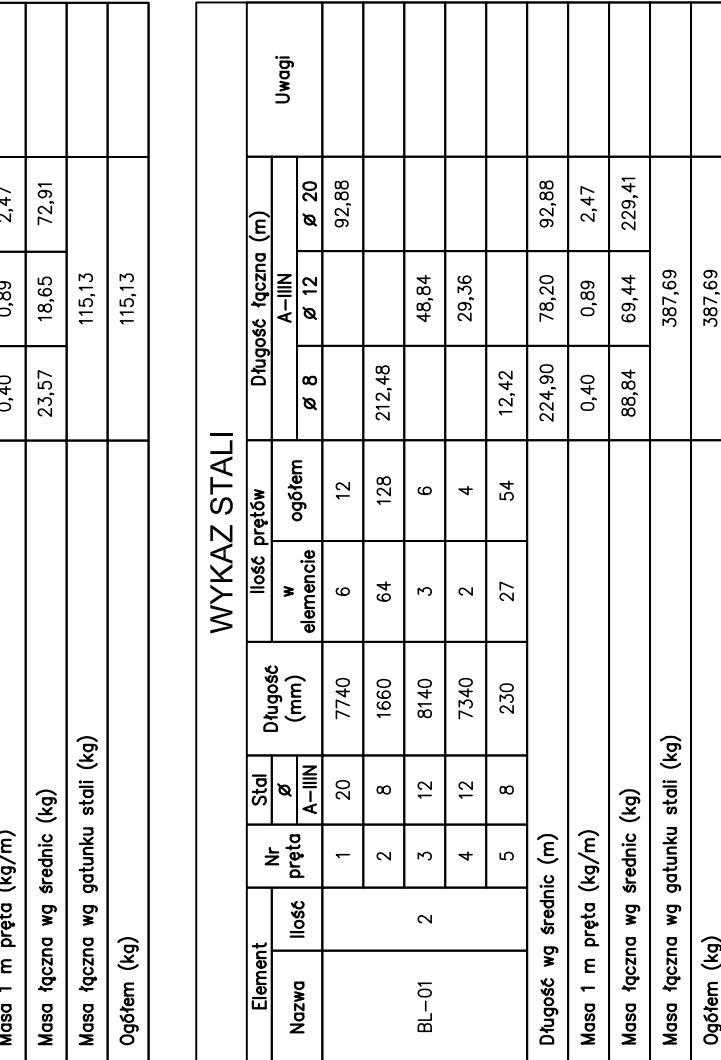 Masa 1 m pręta (kg/m) 0,40 0,89 2,47
Masa łączna wg średnic (kg) 23,57 18,65 72,91
Masa łączna wg gatunku stali (kg) 115,13
Ogółem (kg) 115,13
WYKAZ STALI
Element Nr pręta Stal Długość (mm) Ilość prętów Długość łączna (m) Uwagi
Nazwa Ilość ø w elemencie ogółem A-IIIN
A-IIIN ø 8 ø 12 ø 20
BL-01 2
1 20 7740 6 12 92,88
2 8 1660 64 128 212,48
3 12 8140 3 6 48,84
4 12 7340 2 4 29,36
5 8 230 27 54 12,42
Długość wg średnic (m) 224,90 78,20 92,88
Masa 1 m pręta (kg/m) 0,40 0,89 2,47
Masa łączna wg średnic (kg) 88,84 69,44 229,41
Masa łączna wg gatunku stali (kg) 387,69
Ogółem (kg) 387,69